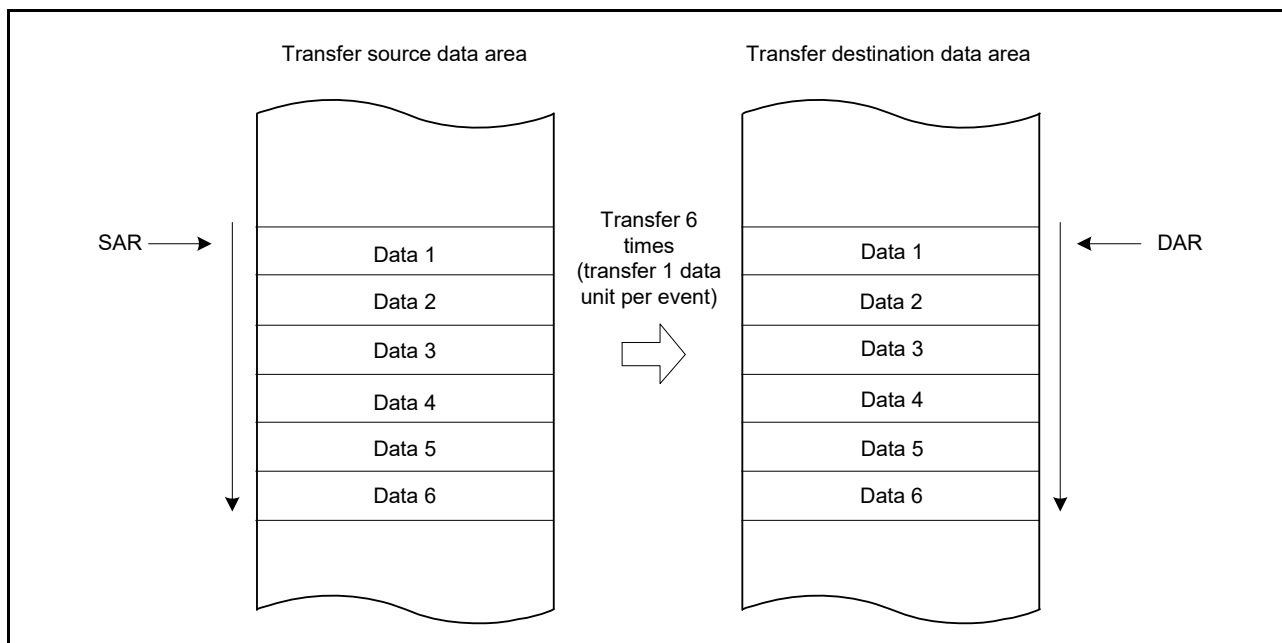 Transfer source data area
Transfer destination data area
SAR
Data 1
Data 2
Data 3
Data 4
Data 5
Data 6
Transfer 6
times
(transfer 1 data
unit per event)
Data 1
Data 2
Data 3
Data 4
Data 5
Data 6
DAR